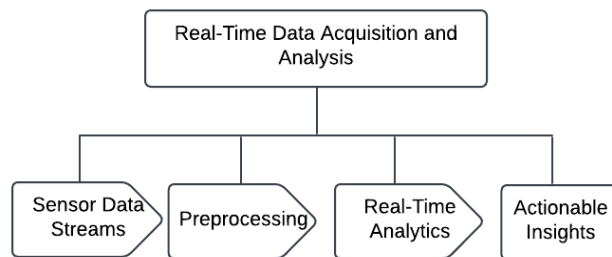 Real-Time Data Acquisition and
Analysis
Sensor Data
Streams
Preprocessing
Real-Time
Analytics
Actionable
Insights